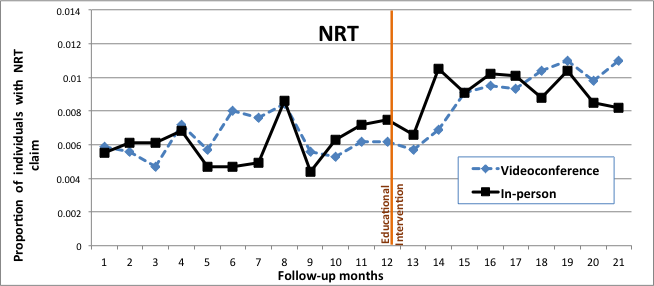 NRT
0.014
0.012
0.01
0.008
0.006
0.004
0.002
0
Proportion of individuals with NRT
claim
Educational
Intervention
Videoconference
In-person
1 2 3 4 5 6 7 8 9 10 11 12 13 14 15 16 17 18 19 20 21
Follow-up months